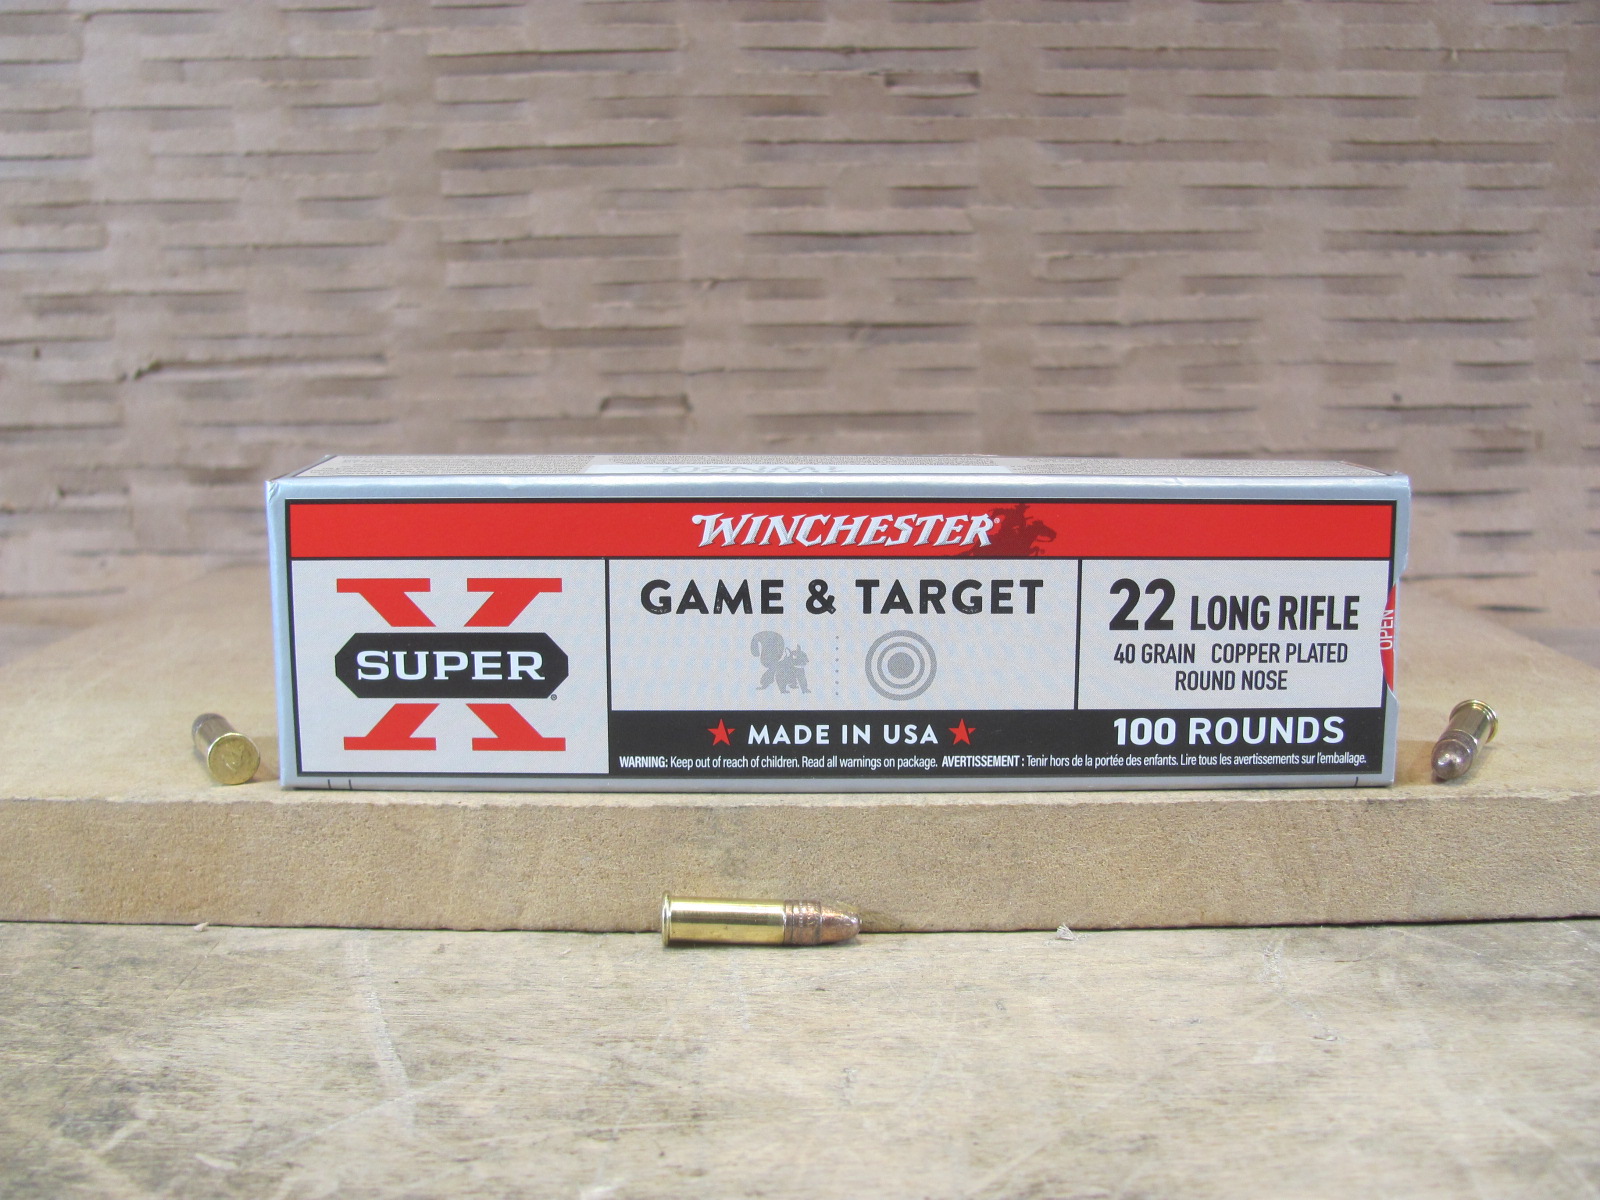 WINCHESTER®
X
SUPER®
GAME & TARGET
22 LONG RIFLE
40 GRAIN COPPER PLATED
ROUND NOSE
OPEN
★ MADE IN USA ★
100 ROUNDS
WARNING: Keep out of reach of children. Read all warnings on package. AVERTISSEMENT : Tenir hors de la portée des enfants. Lire tous les avertissements sur l'emballage.